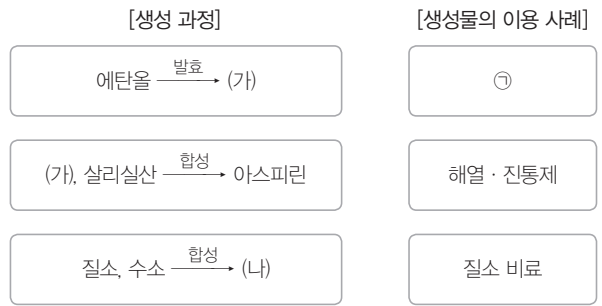 [생성 과정] [생성물의 이용 사례]
에탄올 발효 (가) ㉠
(가), 살리실산 합성 아스피린 해열 · 진통제
질소, 수소 합성 (나) 질소 비료